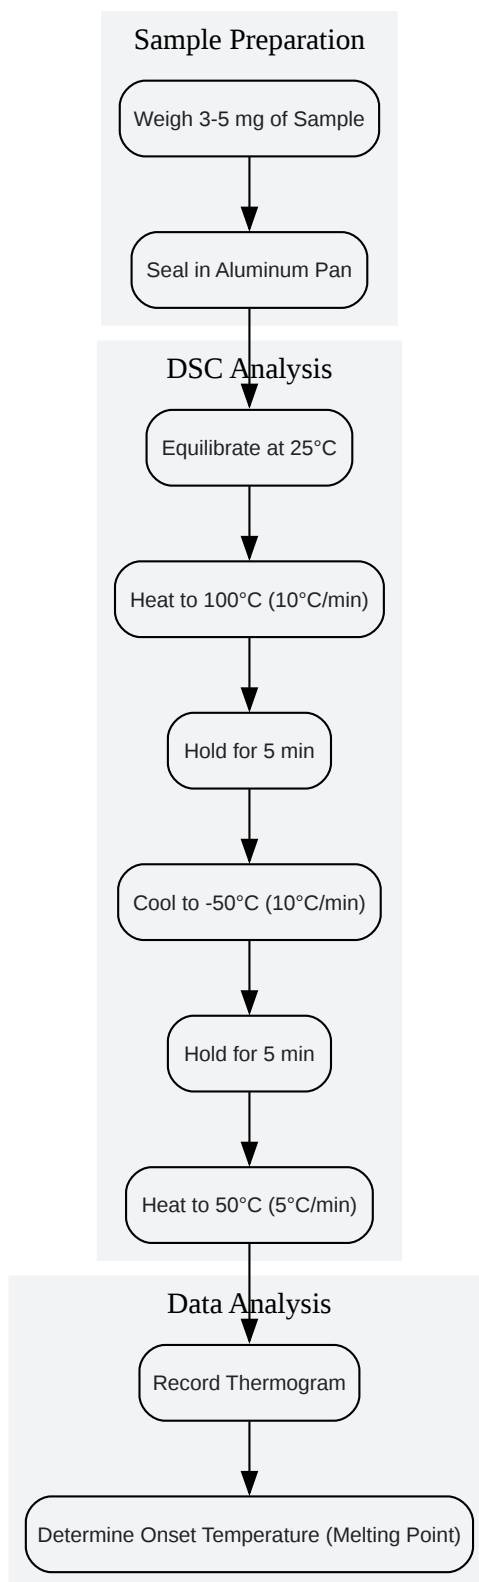 Sample Preparation
Weigh 3-5 mg of Sample
Seal in Aluminum Pan
DSC Analysis
Equilibrate at 25°C
Heat to 100°C (10°C/min)
Hold for 5 min
Cool to -50°C (10°C/min)
Hold for 5 min
Heat to 50°C (5°C/min)
Data Analysis
Record Thermogram
Determine Onset Temperature (Melting Point)